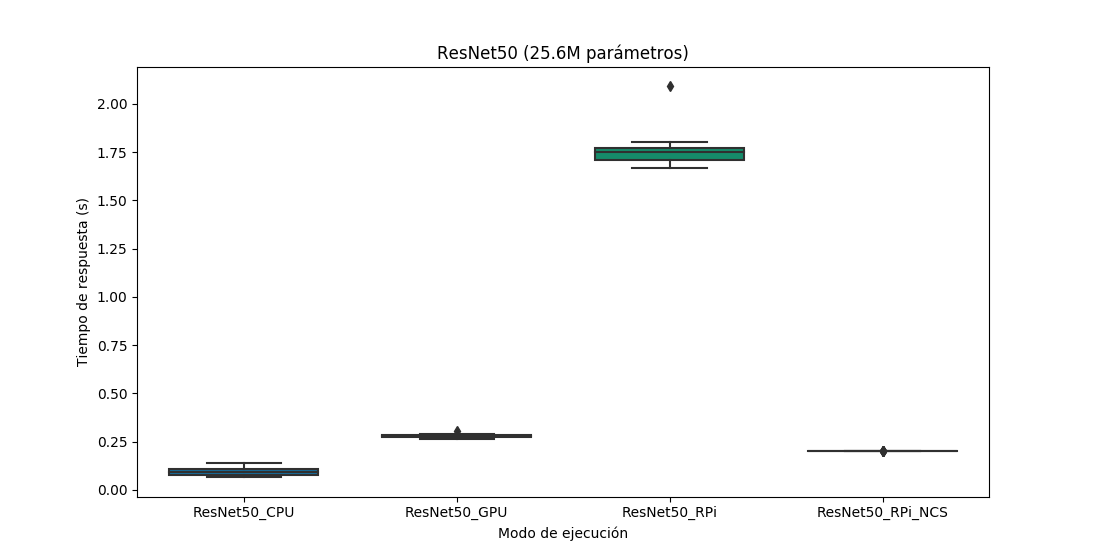 ResNet50 (25.6M parámetros)
2.00
1.75
1.50
1.25
1.00
0.75
0.50
0.25
0.00
Tiempo de respuesta (s)
ResNet50_CPU
ResNet50_GPU
ResNet50_RPi
ResNet50_RPi_NCS
Modo de ejecución